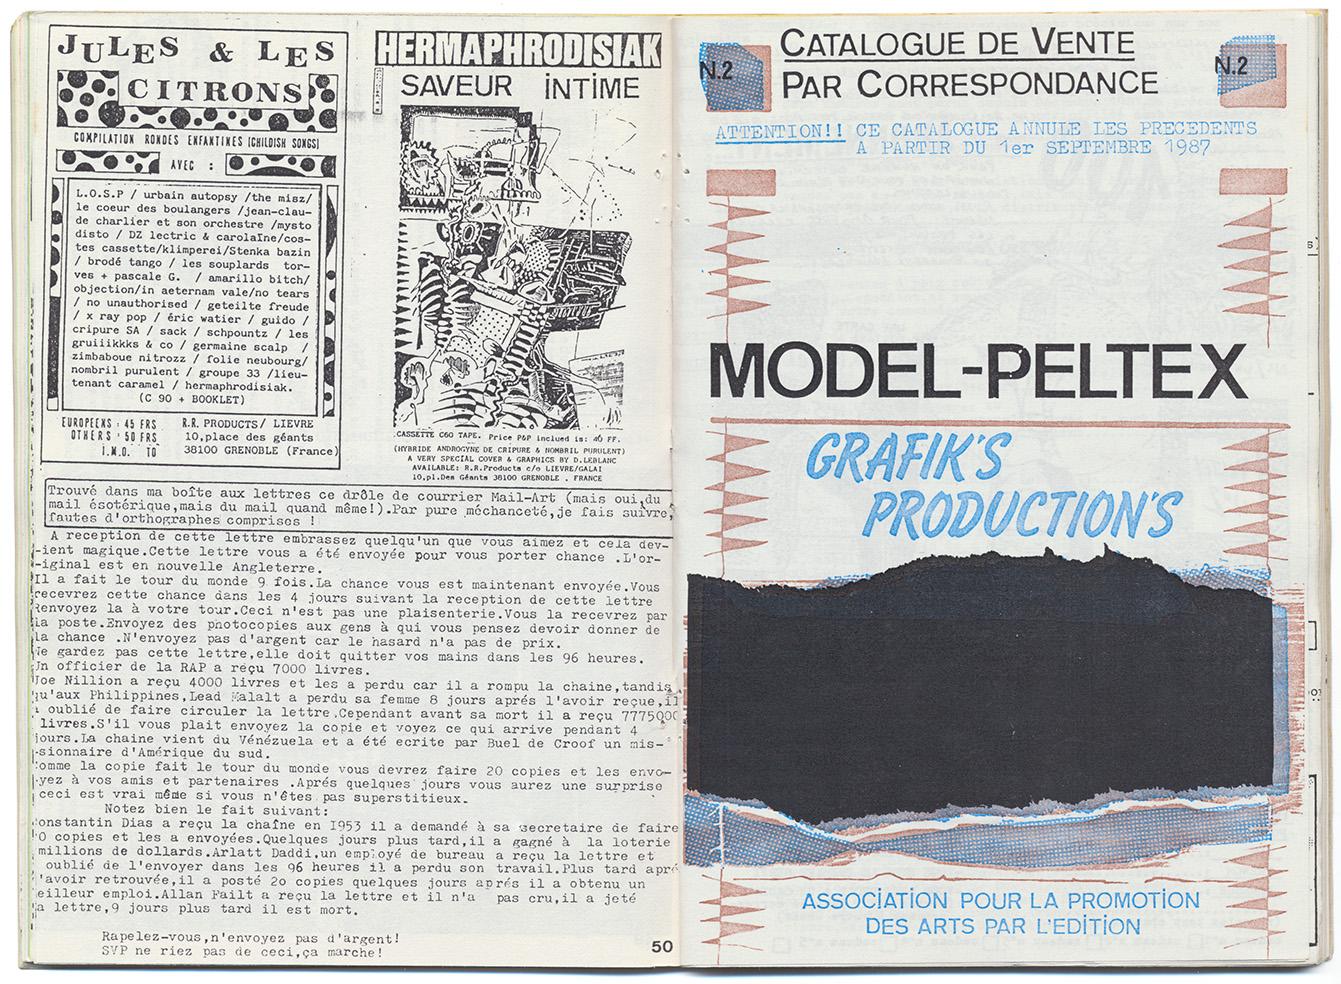 JULES & LES
CITRONS
COMPILATION RONDES ENFANTINES (CHILDISH SONGS)
AVEC :
L.O.S.P / urbain autopsy /the misz/
le coeur des boulangers /jean-clau-
de charlier et son orchestre /mysto
disto / DZ lectric & carolaîne/cos-
tes cassette/klimperei/Stenka bazin
/ brodé tango / les souplards tor-
ves + pascale G. / amarillo bitch/
objection/in aeternam vale/no tears
/ no unauthorised / geteilte freude
/ x ray pop / éric watier / guido /
cripure SA / sack / schpountz / les
gruiiikkks & co / germaine scalp /
zimbaboue nitrozz / folie neubourg/
nombril purulent / groupe 33 /lieu-
tenant caramel / hermaphrodisiak.
(C 90 + BOOKLET)
EUROPEENS : 45 FRS
OTHERS : 50 FRS
I.M.O. TO
R.R. PRODUCTS/ LIEVRE
10,place des géants
38100 GRENOBLE (France)
HERMAPHRODISIAK
SAVEUR INTIME
CASSETTE C60 TAPE. Price P&P inclued is: 40 FF.
(HYBRIDE ANDROGYNE DE CRIPURE & NOMBRIL PURULENT)
A VERY SPECIAL COVER & GRAPHICS BY D.LEBLANC
AVAILABLE: R.R.Products c/o LIEVRE/GALAI
10,pl.Des Géants 38100 GRENOBLE . FRANCE
Trouvé dans ma boîte aux lettres ce drôle de courrier Mail-Art (mais oui,du
mail ésotérique,mais du mail quand même!).Par pure méchanceté,je fais suivre,
fautes d'orthographes comprises !
A reception de cette lettre embrassez quelqu'un que vous aimez et cela dev-
-ient magique.Cette lettre vous a été envoyée pour vous porter chance .L'or-
-iginal est en nouvelle Angleterre.
Il a fait le tour du monde 9 fois.La chance vous est maintenant envoyée.Vous
recevrez cette chance dans les 4 jours suivant la reception de cette lettre
Renvoyez la à votre tour.Ceci n'est pas une plaisenterie.Vous la recevrez par
la poste.Envoyez des photocopies aux gens à qui vous pensez devoir donner de
la chance .N'envoyez pas d'argent car le hasard n'a pas de prix.
Ne gardez pas cette lettre,elle doit quitter vos mains dans les 96 heures.
Un officier de la RAP a reçu 7000 livres.
Joe Nillion a reçu 4000 livres et les a perdu car il a rompu la chaine,tandis
qu'aux Philippines,Lead Malalt a perdu sa femme 8 jours aprés l'avoir reçue,il
a oublié de faire circuler la lettre.Cependant avant sa mort il a reçu 7775000
livres.S'il vous plait envoyez la copie et voyez ce qui arrive pendant 4
jours.La chaine vient du Vénézuela et a été ecrite par Buel de Croof un mis-
-sionnaire d'Amérique du sud.
Comme la copie fait le tour du monde vous devrez faire 20 copies et les envo-
-yez à vos amis et partenaires .Aprés quelques jours vous aurez une surprise
ceci est vrai même si vous n'êtes pas superstitieux.
Notez bien le fait suivant:
Constantin Dias a reçu la chaîne en I953 il a demandé à sa secretaire de faire
20 copies et les a envoyées.Quelques jours plus tard,il a gagné à la loterie
millions de dollards.Arlatt Daddi,un employé de bureau a reçu la lettre et
oublié de l'envoyer dans les 96 heures il a perdu son travail.Plus tard apré
l'avoir retrouvée,il a posté 2o copies quelques jours aprés il a obtenu un
meilleur emploi.Allan Failt a reçu la lettre et il n'a pas cru,il a jeté
la lettre,9 jours plus tard il est mort.
Rapelez-vous,n'envoyez pas d'argent!
SVP ne riez pas de ceci,ça marche!
50
N.2
CATALOGUE DE VENTE
PAR CORRESPONDANCE
N.2
ATTENTION!! CE CATALOGUE ANNULE LES PRECEDENTS
A PARTIR DU 1er SEPTEMBRE 1987
MODEL-PELTEX
GRAFIK'S
PRODUCTION'S
ASSOCIATION POUR LA PROMOTION
DES ARTS PAR L'EDITION